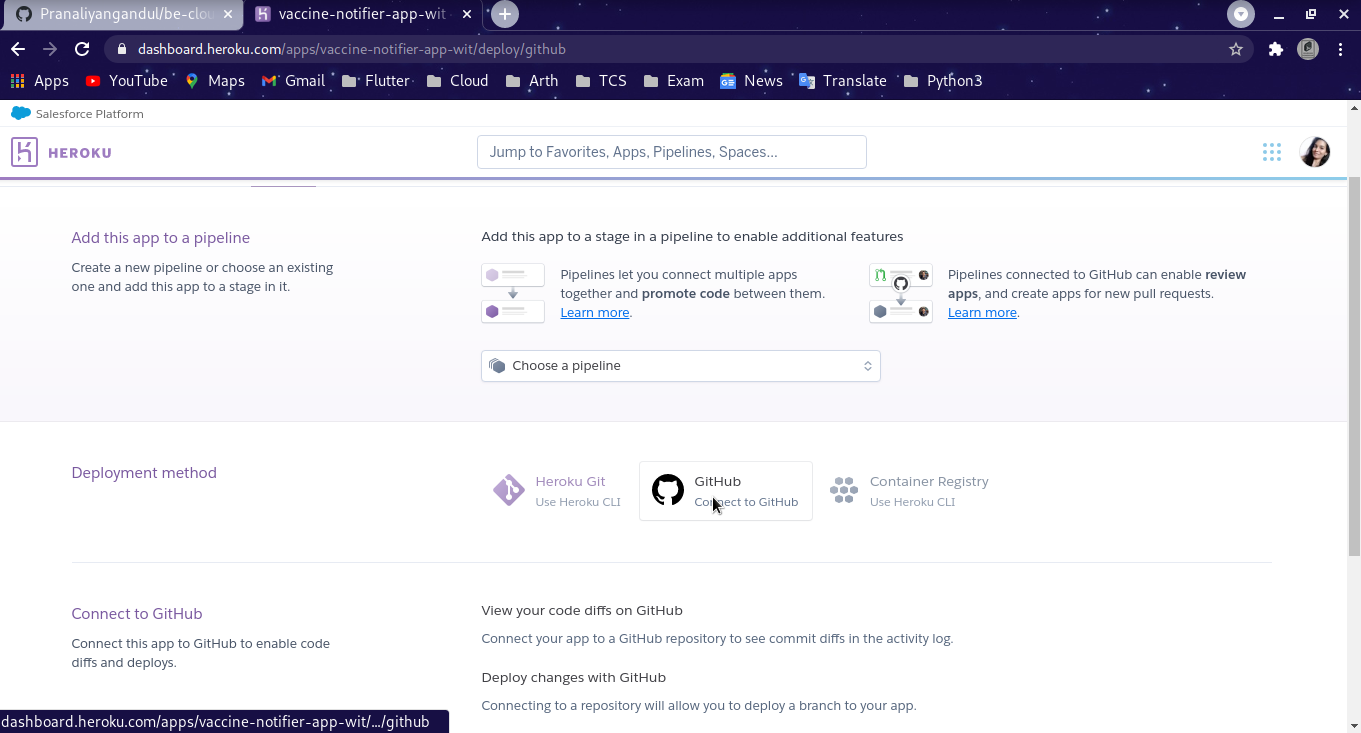 Pranaliyangandul/be-clou
vaccine-notifier-app-wit
dashboard.heroku.com/apps/vaccine-notifier-app-wit/deploy/github
Apps YouTube Maps Gmail Flutter Cloud Arth TCS Exam News Translate Python3
Salesforce Platform
HEROKU
Jump to Favorites, Apps, Pipelines, Spaces...
Add this app to a pipeline
Create a new pipeline or choose an existing
one and add this app to a stage in it.
Add this app to a stage in a pipeline to enable additional features
Pipelines let you connect multiple apps
together and promote code between them.
Learn more.
Pipelines connected to GitHub can enable review
apps, and create apps for new pull requests.
Learn more.
Choose a pipeline
Deployment method
Heroku Git
Use Heroku CLI
GitHub
Connect to GitHub
Container Registry
Use Heroku CLI
Connect to GitHub
Connect this app to GitHub to enable code
diffs and deploys.
View your code diffs on GitHub
Connect your app to a GitHub repository to see commit diffs in the activity log.
Deploy changes with GitHub
Connecting to a repository will allow you to deploy a branch to your app.
dashboard.heroku.com/apps/vaccine-notifier-app-wit/.../github